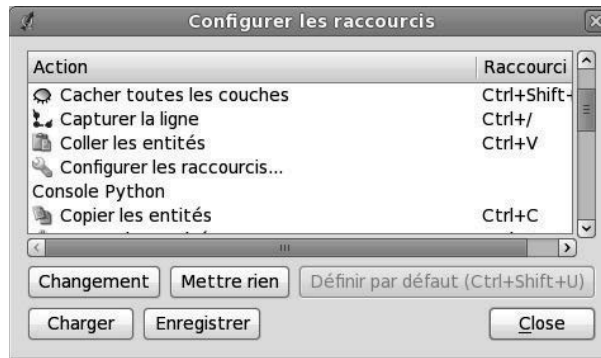 Configurer les raccourcis
Action Raccourci
Cacher toutes les couches Ctrl+Shift+
Capturer la ligne Ctrl+/
Coller les entités Ctrl+V
Configurer les raccourcis...
Console Python
Copier les entités Ctrl+C
Changement Mettre rien Définir par défaut (Ctrl+Shift+U)
Charger Enregistrer Close